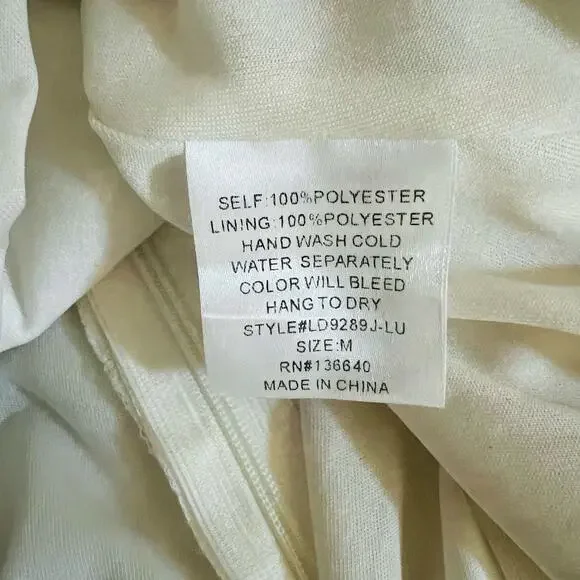 SELF:100%POLYESTER
LINING:100%POLYESTER
HAND WASH COLD
WATER SEPARATELY
COLOR WILL BLEED
HANG TO DRY
STYLE#LD9289J-LU
SIZE:M
RN#136640
MADE IN CHINA